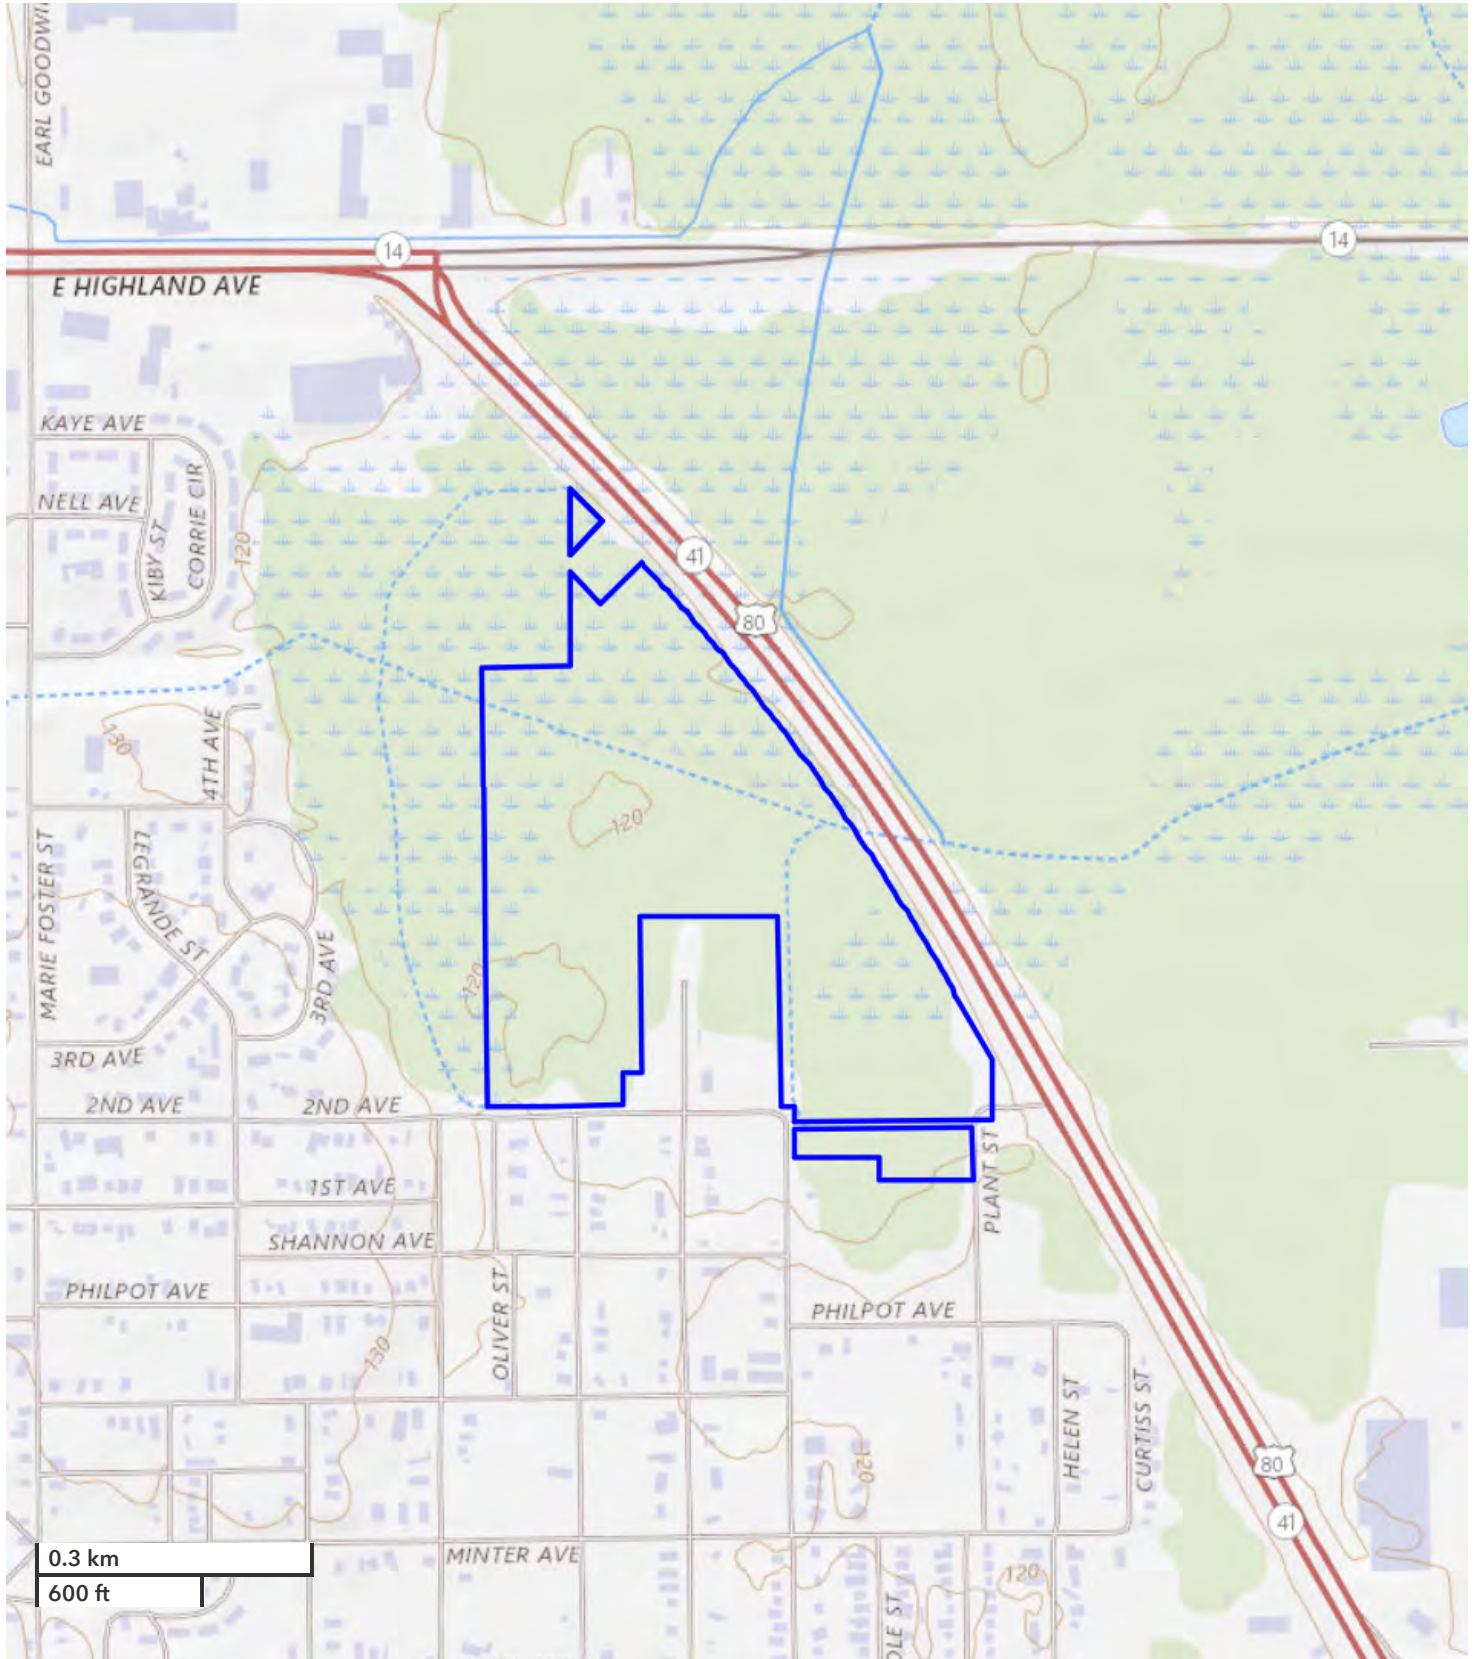 EARL GOODWI
14
14
E HIGHLAND AVE
KAYE AVE
NELL AVE
KIBY ST
CORRIE CIR
120
41
80
130
4TH AVE
120
MARIE FOSTER ST
LEGRANDE ST
3RD AVE
120
3RD AVE
2ND AVE
2ND AVE
PLANT ST
1ST AVE
SHANNON AVE
PHILPOT AVE
OLIVER ST
PHILPOT AVE
130
HELEN ST
CURTISS ST
120
80
41
0.3 km
600 ft
MINTER AVE
120
OLE ST